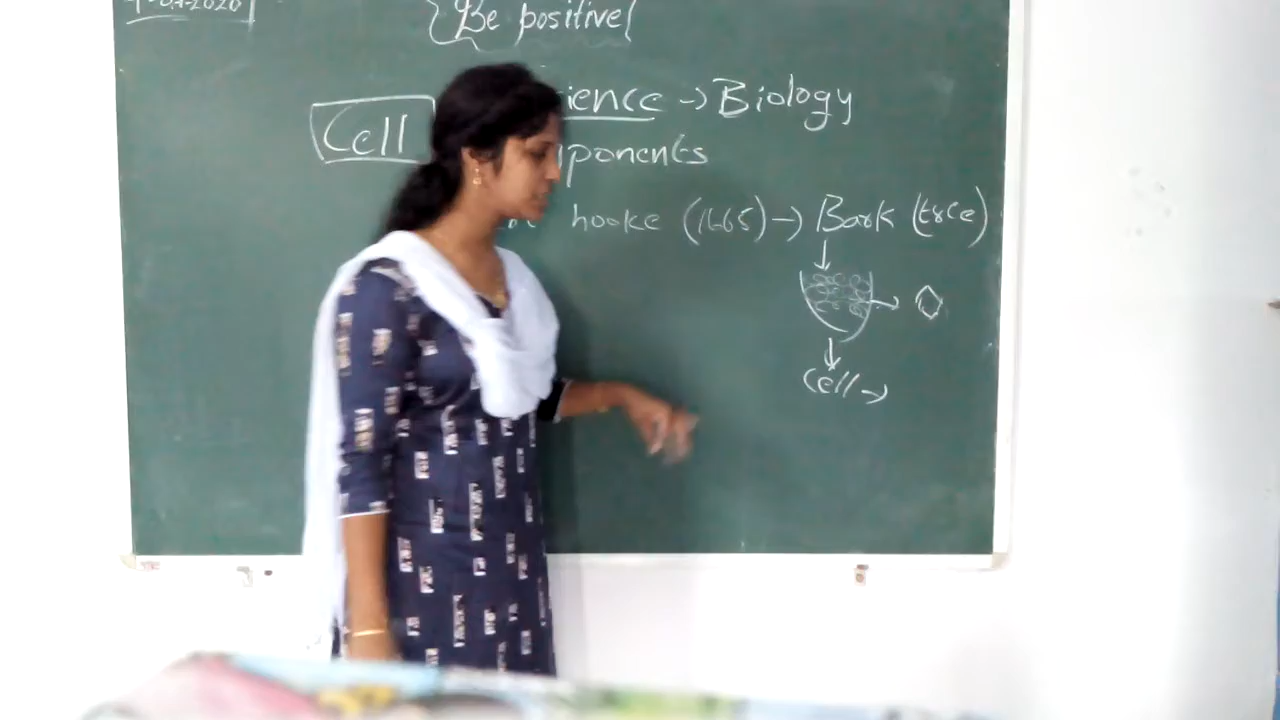 Be positive
Cell ience → Biology
ponents
hooke (1665) → Bark (tree)
Cell →